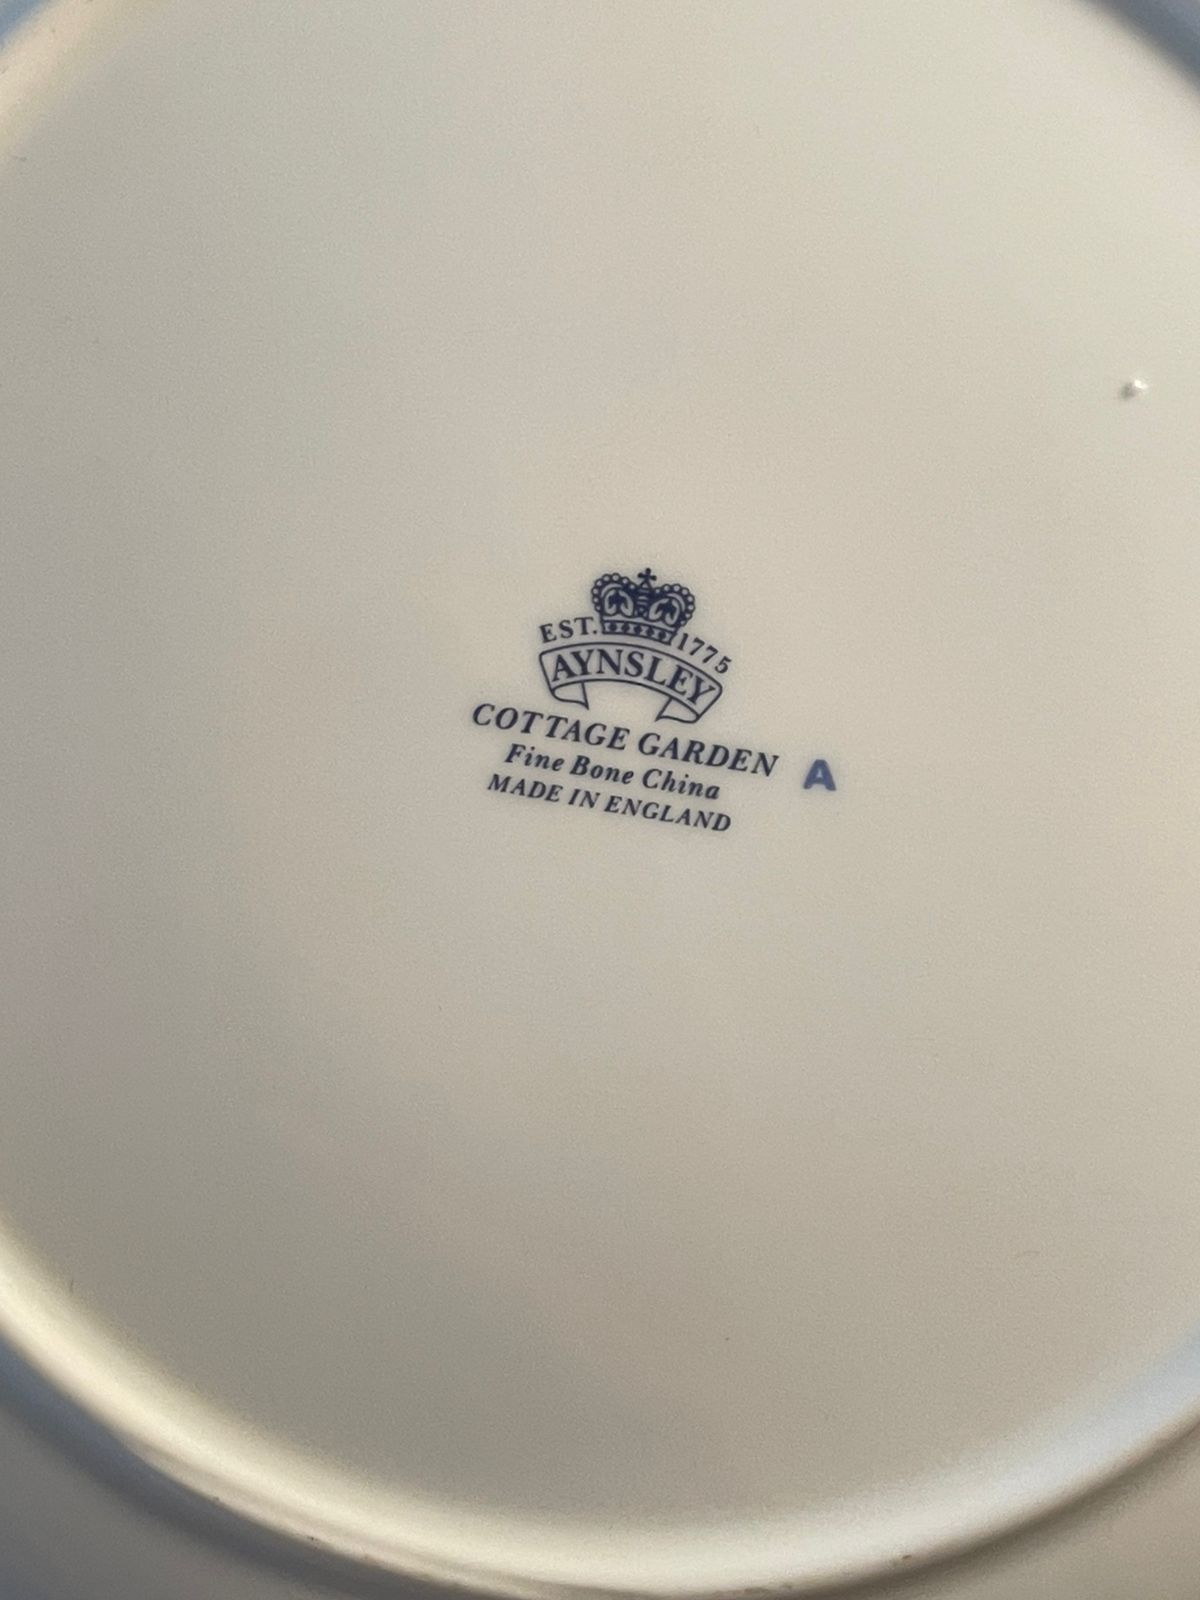 EST. 1775
AYNSLEY
COTTAGE GARDEN A
Fine Bone China
MADE IN ENGLAND